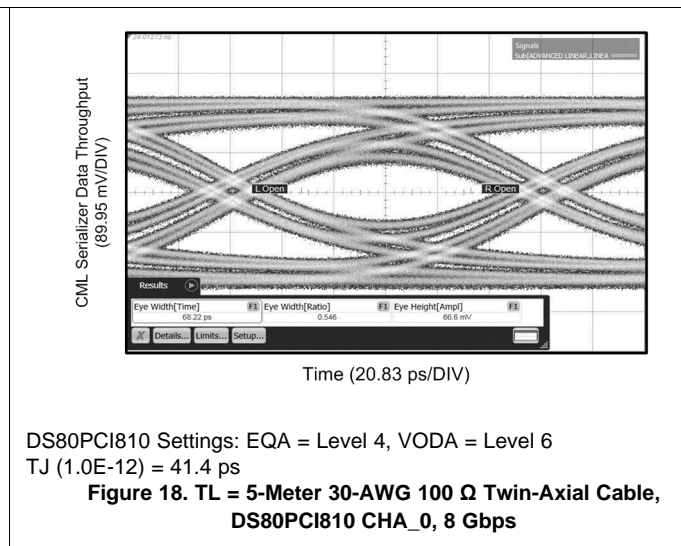 24.01273 ns
Signals
Sub[ADVANCED LINEAR,LINEA
CML Serializer Data Throughput
(89.95 mV/DIV)
L Open
R Open
Results
Eye Width[Time] F1 Eye Width[Ratio] F1 Eye Height[Ampl] F1
68.22 ps 0.546 66.6 mV
X Details... Limits... Setup...
Time (20.83 ps/DIV)
DS80PCI810 Settings: EQA = Level 4, VODA = Level 6
TJ (1.0E-12) = 41.4 ps
Figure 18. TL = 5-Meter 30-AWG 100 Ω Twin-Axial Cable,
DS80PCI810 CHA_0, 8 Gbps